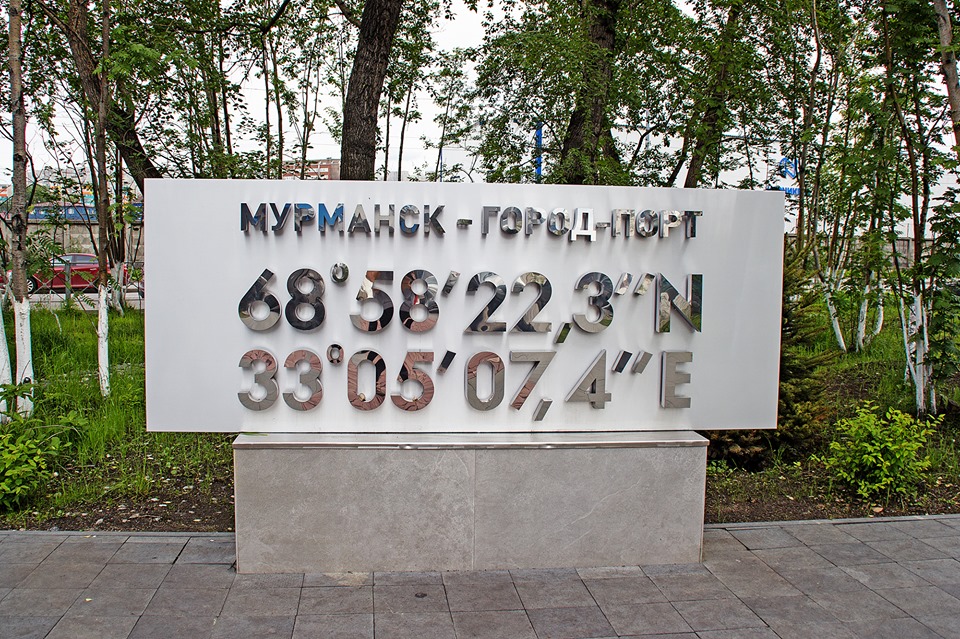 МУРМАНСК - ГОРОД-ПОРТ
68°58′22,3″N
33°05′07,4″E